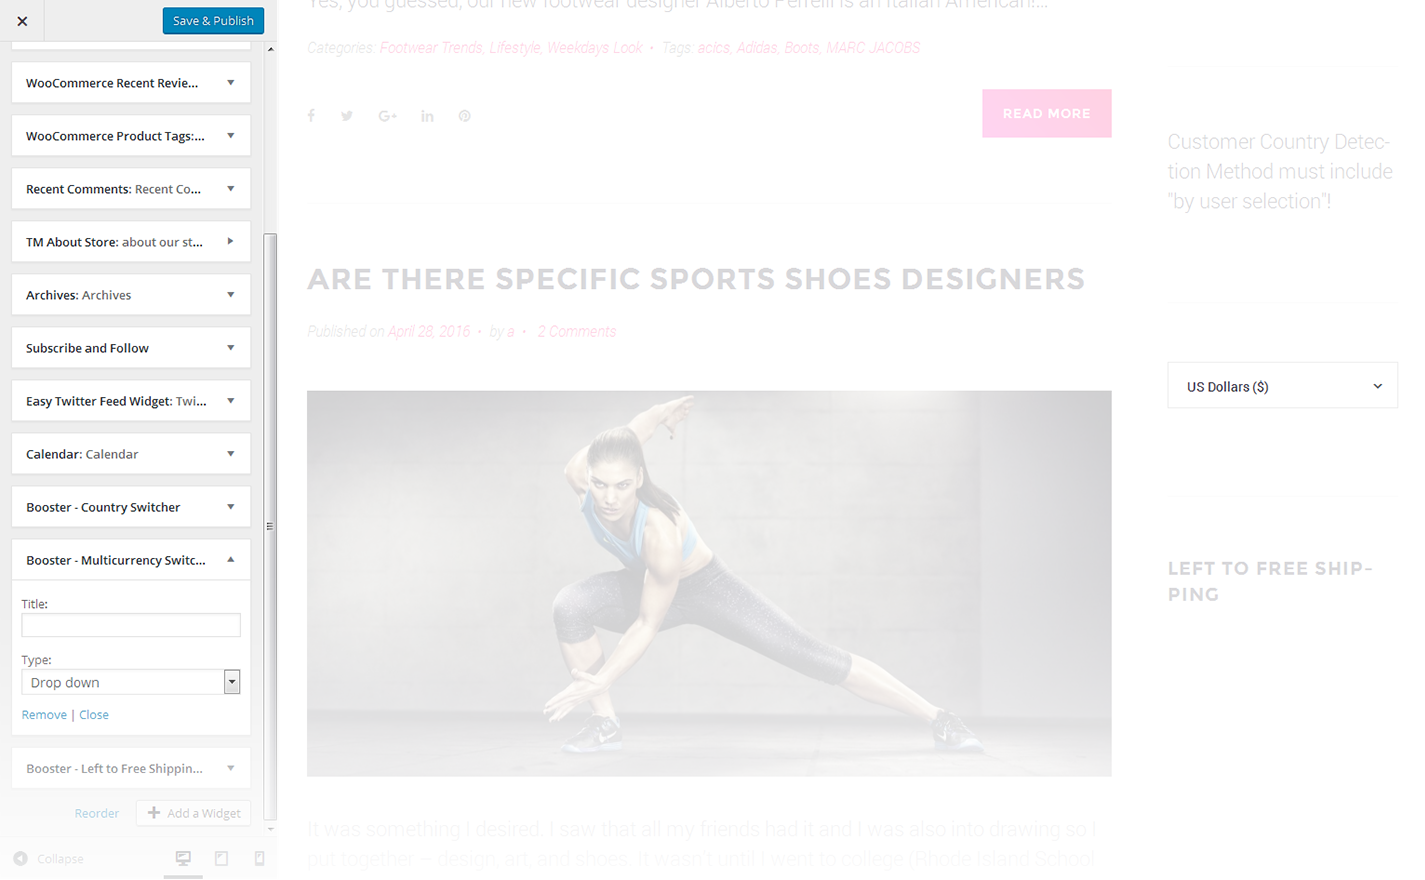 Save & Publish
WooCommerce Recent Revie...
WooCommerce Product Tags:...
Recent Comments: Recent Co...
TM About Store: about our st...
Archives: Archives
Subscribe and Follow
Easy Twitter Feed Widget: Twi...
Calendar: Calendar
Booster - Country Switcher
Booster - Multicurrency Switc...
Title:
Type:
Drop down
Remove | Close
Booster - Left to Free Shippin...
Reorder
Add a Widget
Collapse
Yes, you guessed, our new footwear designer Alberto Ferrelli is an Italian American!...
Categories: Footwear Trends, Lifestyle, Weekdays Look • Tags: acics, Adidas, Boots, MARC JACOBS
READ MORE
ARE THERE SPECIFIC SPORTS SHOES DESIGNERS
Published on April 28, 2016 • by a • 2 Comments
It was something I desired. I saw that all my friends had it and I was also into drawing so I
put together – design, art, and shoes. It wasn't until I went to college (Rhode Island School
Customer Country Detec-
tion Method must include
"by user selection"!
US Dollars ($)
LEFT TO FREE SHIP-
PING